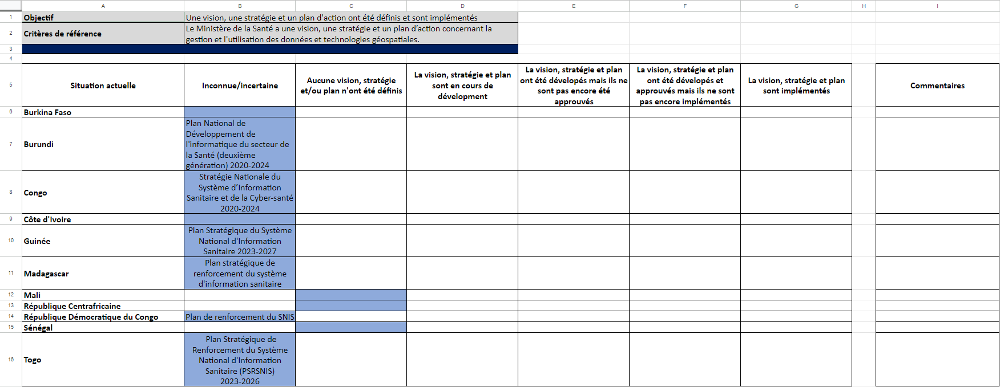 A B C D E F G H I
1 Objectif Une vision, une stratégie et un plan d'action ont été définis et sont implémentés
2 Critères de référence Le Ministère de la Santé a une vision, une stratégie et un plan d’action concernant la
gestion et l'utilisation des données et technologies géospatiales.
3
4
5 Situation actuelle
Inconnue/incertaine
Aucune vision, stratégie
et/ou plan n'ont été définis
La vision, stratégie et plan
sont en cours de
dévelopment
La vision, stratégie et plan
ont été dévelopés mais ils ne
sont pas encore été
approuvés
La vision, stratégie et plan
ont été dévelopés et
approuvés mais ils ne sont
pas encore implémentés
La vision, stratégie et plan
sont implémentés
Commentaires
6 Burkina Faso
7 Burundi
Plan National de
Développement de
l'informatique du secteur de
la Santé (deuxième
génération) 2020-2024
8 Congo
Stratégie Nationale du
Système d’Information
Sanitaire et de la Cyber-santé
2020-2024
9 Côte d'Ivoire
10 Guinée
Plan Stratégique du Système
National d'Information
Sanitaire 2023-2027
11 Madagascar
Plan stratégique de
renforcement du système
d'information sanitaire
12 Mali
13 République Centrafricaine
14 République Démocratique du Congo Plan de renforcement du SNIS
15 Sénégal
16 Togo
Plan Stratégique de
Renforcement du Système
National d'Information
Sanitaire (PSRSNIS)
2023-2026